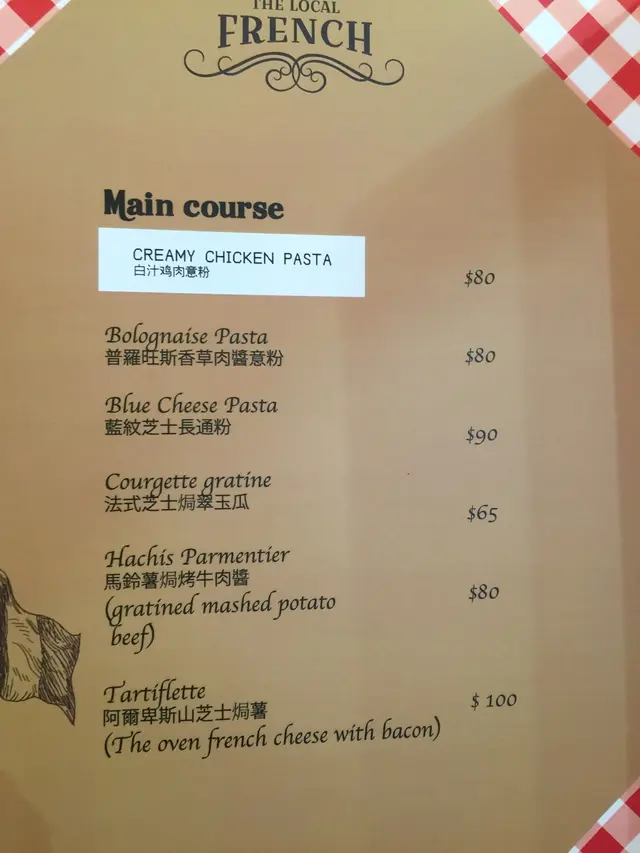 THE LOCAL
FRENCH
Main course
CREAMY CHICKEN PASTA
白汁鸡肉意粉
$80
Bolognaise Pasta
普羅旺斯香草肉醬意粉
$80
Blue Cheese Pasta
藍紋芝士長通粉
$90
Courgette gratine
法式芝士焗翠玉瓜
$65
Hachis Parmentier
馬鈴薯焗烤牛肉醬
$80
(gratined mashed potato
beef)
Tartiflette
$ 100
阿爾卑斯山芝士焗薯
(The oven french cheese with bacon)